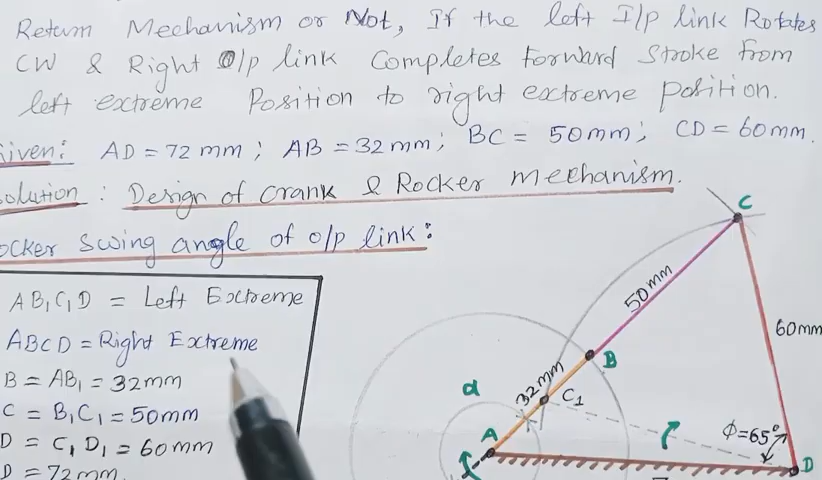 Return Mechanism or Not, If the left I/p link Rotates
CW & Right O/p link Completes forward Stroke from
left extreme Position to right extreme position.
iven: AD = 72 mm ; AB = 32 mm ; BC = 50 mm ; CD = 60 mm.
olution : Design of Crank & Rocker mechanism.
ocker swing angle of o/p link :
AB₁C₁D = Left Extreme
ABCD = Right Extreme
B = AB₁ = 32mm
C = B₁C₁ = 50mm
D = C₁D₁ = 60mm
D = 72mm
C
50mm
60mm
B
32mm
α
C₁
A
Φ=65°
D